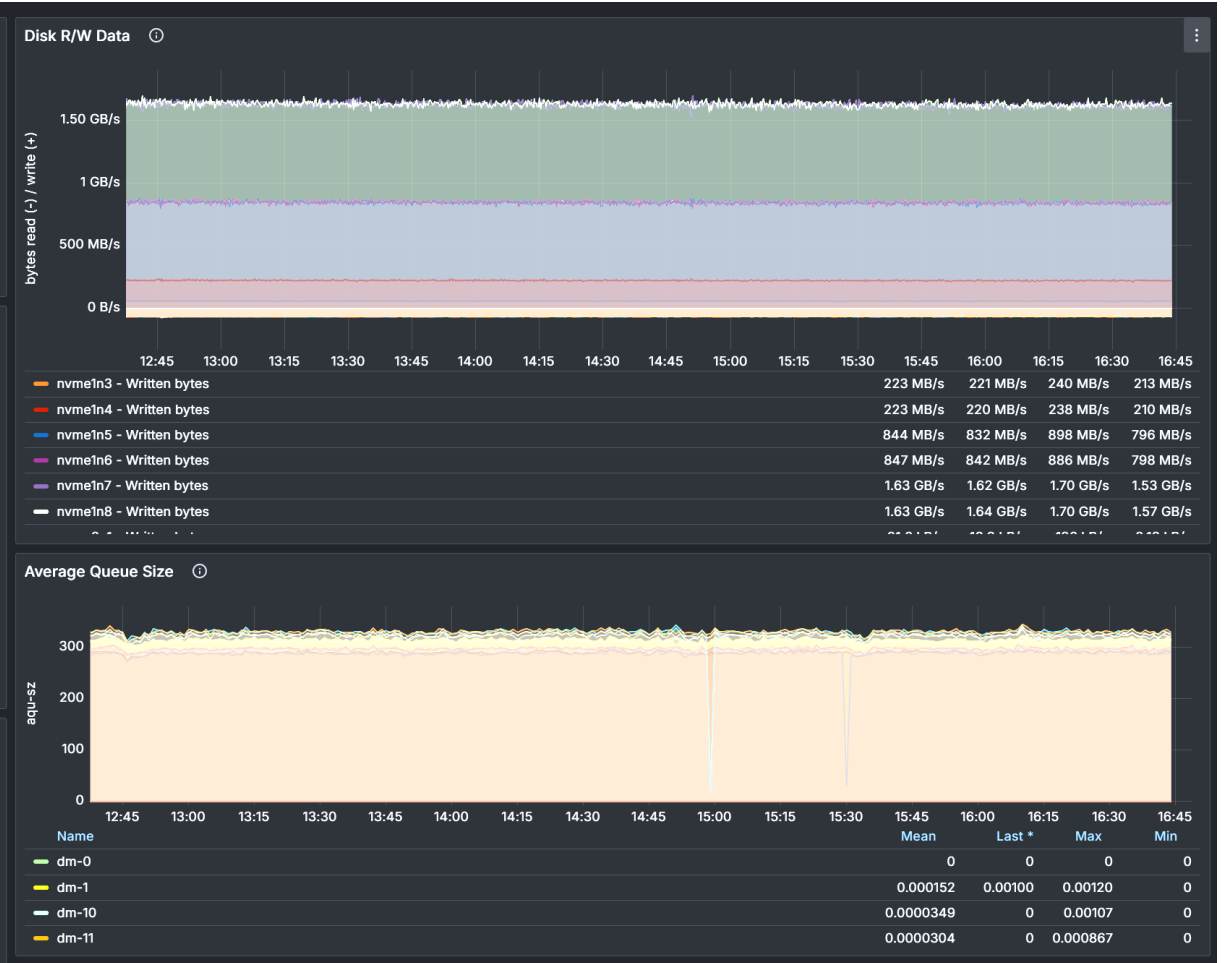 Disk R/W Data
bytes read (-) / write (+)
1.50 GB/s
1 GB/s
500 MB/s
0 B/s
12:45 13:00 13:15 13:30 13:45 14:00 14:15 14:30 14:45 15:00 15:15 15:30 15:45 16:00 16:15 16:30 16:45
nvme1n3 - Written bytes 223 MB/s 221 MB/s 240 MB/s 213 MB/s
nvme1n4 - Written bytes 223 MB/s 220 MB/s 238 MB/s 210 MB/s
nvme1n5 - Written bytes 844 MB/s 832 MB/s 898 MB/s 796 MB/s
nvme1n6 - Written bytes 847 MB/s 842 MB/s 886 MB/s 798 MB/s
nvme1n7 - Written bytes 1.63 GB/s 1.62 GB/s 1.70 GB/s 1.53 GB/s
nvme1n8 - Written bytes 1.63 GB/s 1.64 GB/s 1.70 GB/s 1.57 GB/s
Average Queue Size
aqu-sz
300
200
100
0
12:45 13:00 13:15 13:30 13:45 14:00 14:15 14:30 14:45 15:00 15:15 15:30 15:45 16:00 16:15 16:30 16:45
Name Mean Last * Max Min
dm-0 0 0 0 0
dm-1 0.000152 0.00100 0.00120 0
dm-10 0.0000349 0 0.00107 0
dm-11 0.0000304 0 0.000867 0